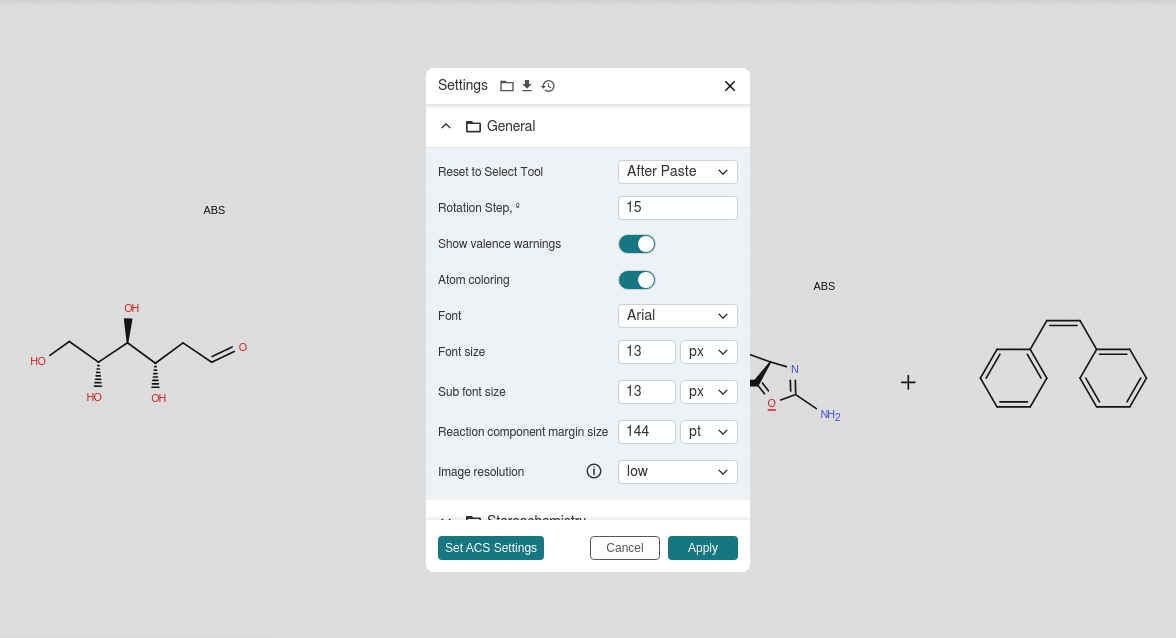 Settings
General
Reset to Select Tool After Paste
Rotation Step, º 15
Show valence warnings
Atom coloring
Font Arial
Font size 13 px
Sub font size 13 px
Reaction component margin size 144 pt
Image resolution low
Stereochemistry
Set ACS Settings Cancel Apply
ABS
OH
HO
O
HO
OH
ABS
N
O
NH2
+